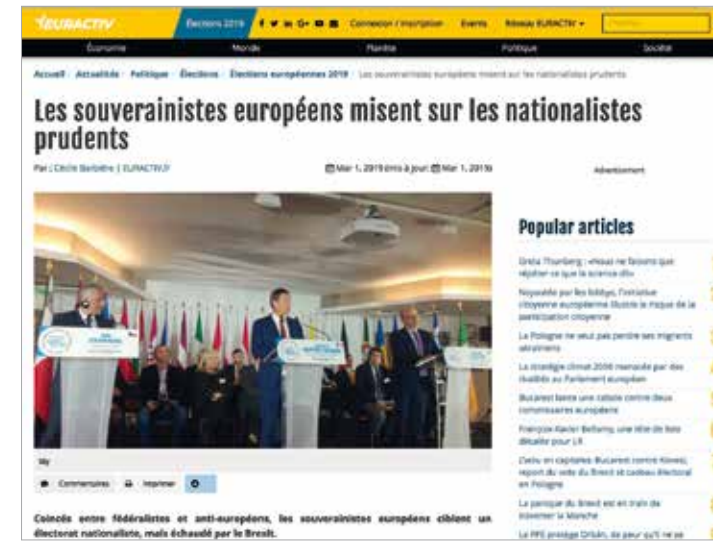 EURACTIV
Élections 2019
Connexion / Inscription
Events
Réseau EURACTIV
Économie
Monde
Planète
Politique
Société
Accueil
Actualités
Politique
Élections
Élections européennes 2019
Les souverainistes européens misent sur les nationalistes prudents
Les souverainistes européens misent sur les nationalistes
prudents
Par : Cécile Barbière | EURACTIV.fr
Mar 1, 2019 (mis à jour: Mar 1, 2019)
Advertisement
Popular articles
Greta Thunberg : «Nous ne faisons que
répéter ce que la science dit»
Noyautée par les lobbys, l'initiative
citoyenne européenne illustre le risque de la
participation citoyenne
La Pologne ne veut pas perdre ses migrants
ukrainiens
La stratégie climat 2050 menacée par des
rivalités au Parlement européen
Bucarest lance une cabale contre deux
commissaires européens
François-Xavier Bellamy, une tête de liste
décalée pour LR
L'actu en capitales: Bucarest contre Kövesi,
report du vote du Brexit et cadeau électoral
en Pologne
La panique du Brexit est en train de
traverser la Manche
Le PPE protège Orbán, de peur qu'il ne se
Commentaires
Imprimer
Coincés entre fédéralistes et anti-européens, les souverainistes européens ciblent un
électorat nationaliste, mais échaudé par le Brexit.